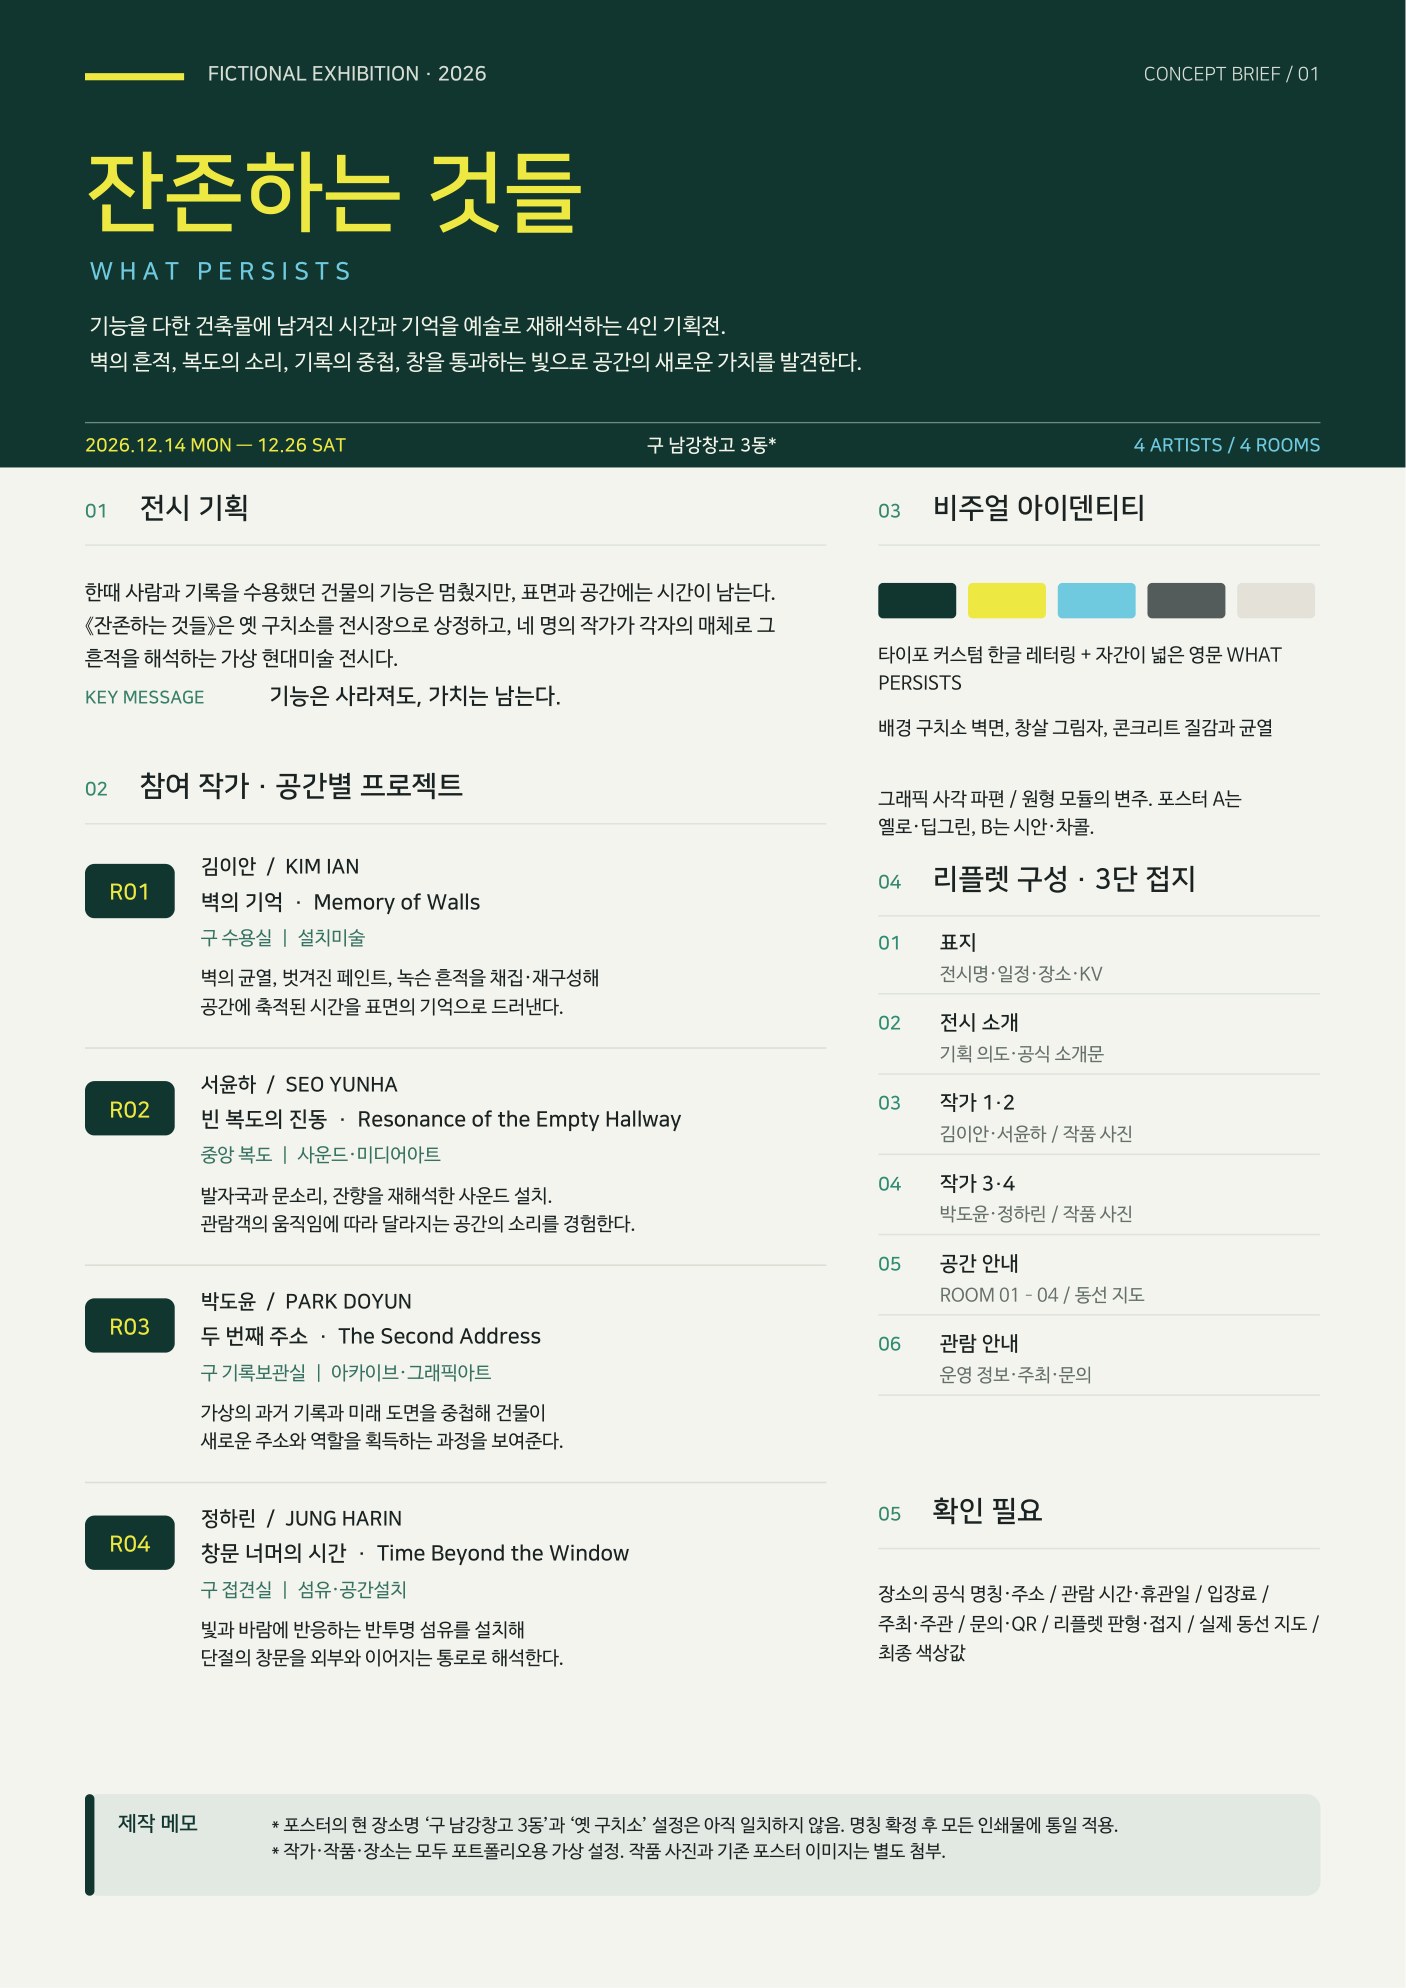 FICTIONAL EXHIBITION · 2026
CONCEPT BRIEF / 01
잔존하는 것들
WHAT PERSISTS
기능을 다한 건축물에 남겨진 시간과 기억을 예술로 재해석하는 4인 기획전.
벽의 흔적, 복도의 소리, 기록의 중첩, 창을 통과하는 빛으로 공간의 새로운 가치를 발견한다.
2026.12.14 MON — 12.26 SAT
구 남강창고 3동*
4 ARTISTS / 4 ROOMS
01 전시 기획
한때 사람과 기록을 수용했던 건물의 기능은 멈췄지만, 표면과 공간에는 시간이 남는다.
《잔존하는 것들》은 옛 구치소를 전시장으로 상정하고, 네 명의 작가가 각자의 매체로 그
흔적을 해석하는 가상 현대미술 전시다.
KEY MESSAGE 기능은 사라져도, 가치는 남는다.
02 참여 작가 · 공간별 프로젝트
R01
김이안 / KIM IAN
벽의 기억 · Memory of Walls
구 수용실 | 설치미술
벽의 균열, 벗겨진 페인트, 녹슨 흔적을 채집·재구성해
공간에 축적된 시간을 표면의 기억으로 드러낸다.
R02
서윤하 / SEO YUNHA
빈 복도의 진동 · Resonance of the Empty Hallway
중앙 복도 | 사운드·미디어아트
발자국과 문소리, 잔향을 재해석한 사운드 설치.
관람객의 움직임에 따라 달라지는 공간의 소리를 경험한다.
R03
박도윤 / PARK DOYUN
두 번째 주소 · The Second Address
구 기록보관실 | 아카이브·그래픽아트
가상의 과거 기록과 미래 도면을 중첩해 건물이
새로운 주소와 역할을 획득하는 과정을 보여준다.
R04
정하린 / JUNG HARIN
창문 너머의 시간 · Time Beyond the Window
구 접견실 | 섬유·공간설치
빛과 바람에 반응하는 반투명 섬유를 설치해
단절의 창문을 외부와 이어지는 통로로 해석한다.
03 비주얼 아이덴티티
타이포 커스텀 한글 레터링 + 자간이 넓은 영문 WHAT
PERSISTS
배경 구치소 벽면, 창살 그림자, 콘크리트 질감과 균열
그래픽 사각 파편 / 원형 모듈의 변주. 포스터 A는
옐로·딥그린, B는 시안·차콜.
04 리플렛 구성 · 3단 접지
01 표지
전시명·일정·장소·KV
02 전시 소개
기획 의도·공식 소개문
03 작가 1·2
김이안·서윤하 / 작품 사진
04 작가 3·4
박도윤·정하린 / 작품 사진
05 공간 안내
ROOM 01 - 04 / 동선 지도
06 관람 안내
운영 정보·주최·문의
05 확인 필요
장소의 공식 명칭·주소 / 관람 시간·휴관일 / 입장료 /
주최·주관 / 문의·QR / 리플렛 판형·접지 / 실제 동선 지도 /
최종 색상값
제작 메모
* 포스터의 현 장소명 ‘구 남강창고 3동’과 ‘옛 구치소’ 설정은 아직 일치하지 않음. 명칭 확정 후 모든 인쇄물에 통일 적용.
* 작가·작품·장소는 모두 포트폴리오용 가상 설정. 작품 사진과 기존 포스터 이미지는 별도 첨부.